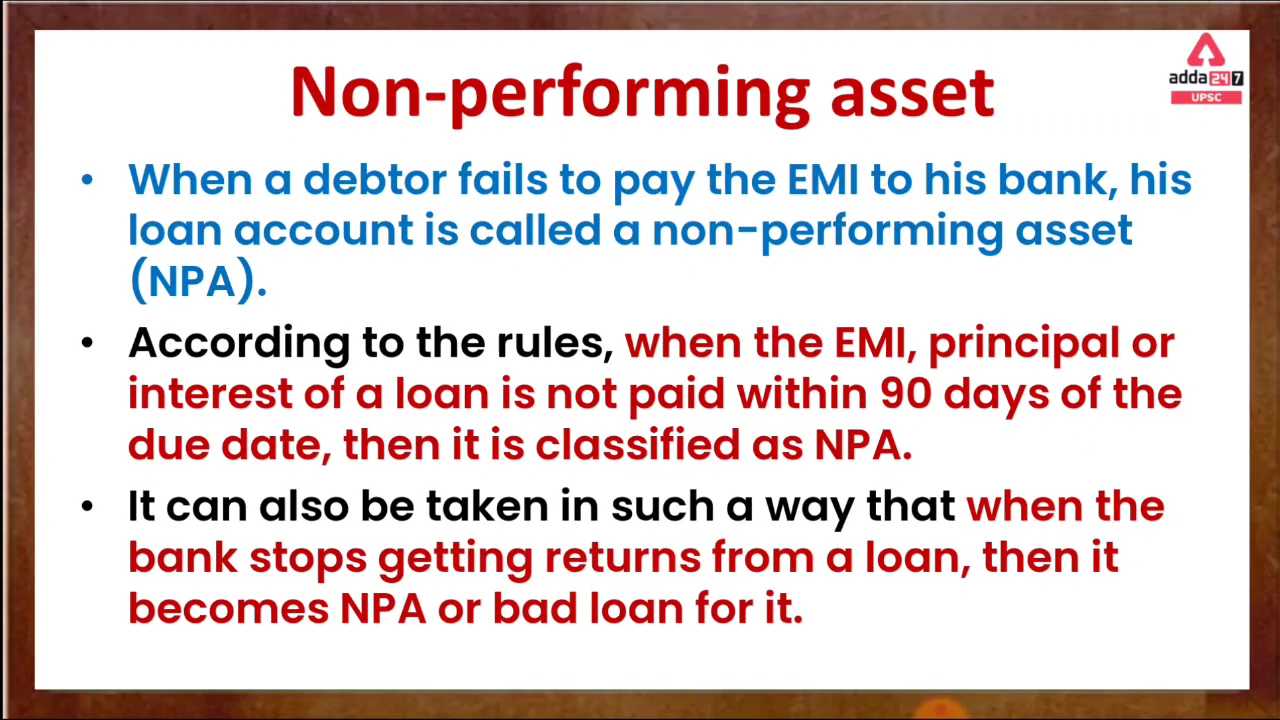 Non-performing asset
adda247
UPSC
• When a debtor fails to pay the EMI to his bank, his
loan account is called a non-performing asset
(NPA).
• According to the rules, when the EMI, principal or
interest of a loan is not paid within 90 days of the
due date, then it is classified as NPA.
• It can also be taken in such a way that when the
bank stops getting returns from a loan, then it
becomes NPA or bad loan for it.